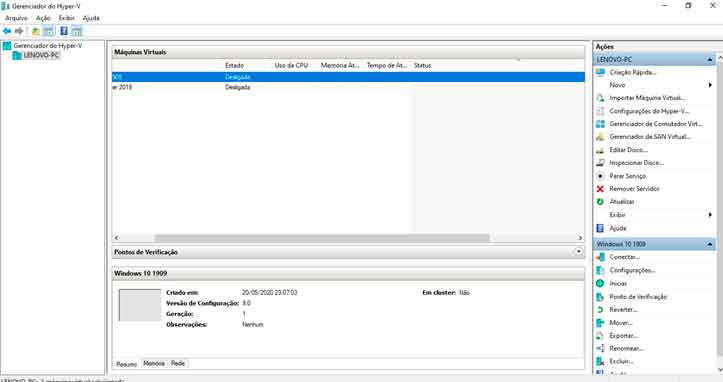 Gerenciador do Hyper-V
Arquivo Ação Exibir Ajuda
Gerenciador do Hyper-V
LENOVO-PC
Máquinas Virtuais
Estado Uso da CPU Memória At... Tempo de At... Status
909 Desligada
er 2019 Desligada
Pontos de Verificação
Windows 10 1909
Criado em: 20/05/2020 23:07:03 Em cluster: Não
Versão de Configuração: 9.0
Geração: 1
Observações: Nenhum
Resumo Memória Rede
Ações
LENOVO-PC
Criação Rápida...
Novo
Importar Máquina Virtual...
Configurações do Hyper-V...
Gerenciador de Comutador Virt...
Gerenciador de SAN Virtual...
Editar Disco...
Inspecionar Disco...
Parar Serviço
Remover Servidor
Atualizar
Exibir
Ajuda
Windows 10 1909
Conectar...
Configurações...
Iniciar
Ponto de Verificação
Reverter...
Mover...
Exportar...
Renomear...
Excluir...
Ajuda